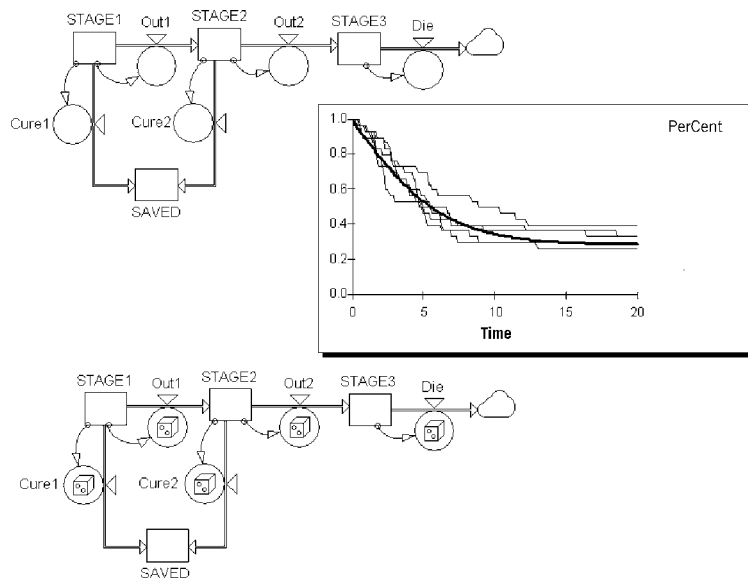 STAGE1
Out1
STAGE2
Out2
STAGE3
Die
Cure1
Cure2
SAVED
PerCent
1.0
0.8
0.6
0.4
0.2
0.0
0
5
10
15
20
Time
STAGE1
Out1
STAGE2
Out2
STAGE3
Die
Cure1
Cure2
SAVED